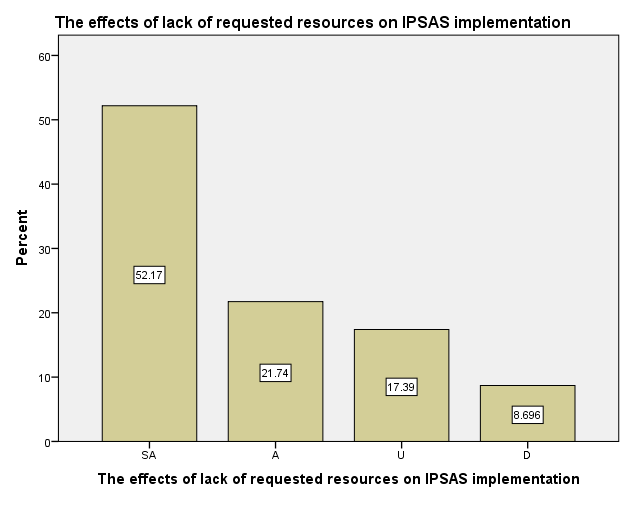 The effects of lack of requested resources on IPSAS implementation
60
50
40
30
20
10
0
Percent
52.17
21.74
17.39
8.696
SA A U D
The effects of lack of requested resources on IPSAS implementation